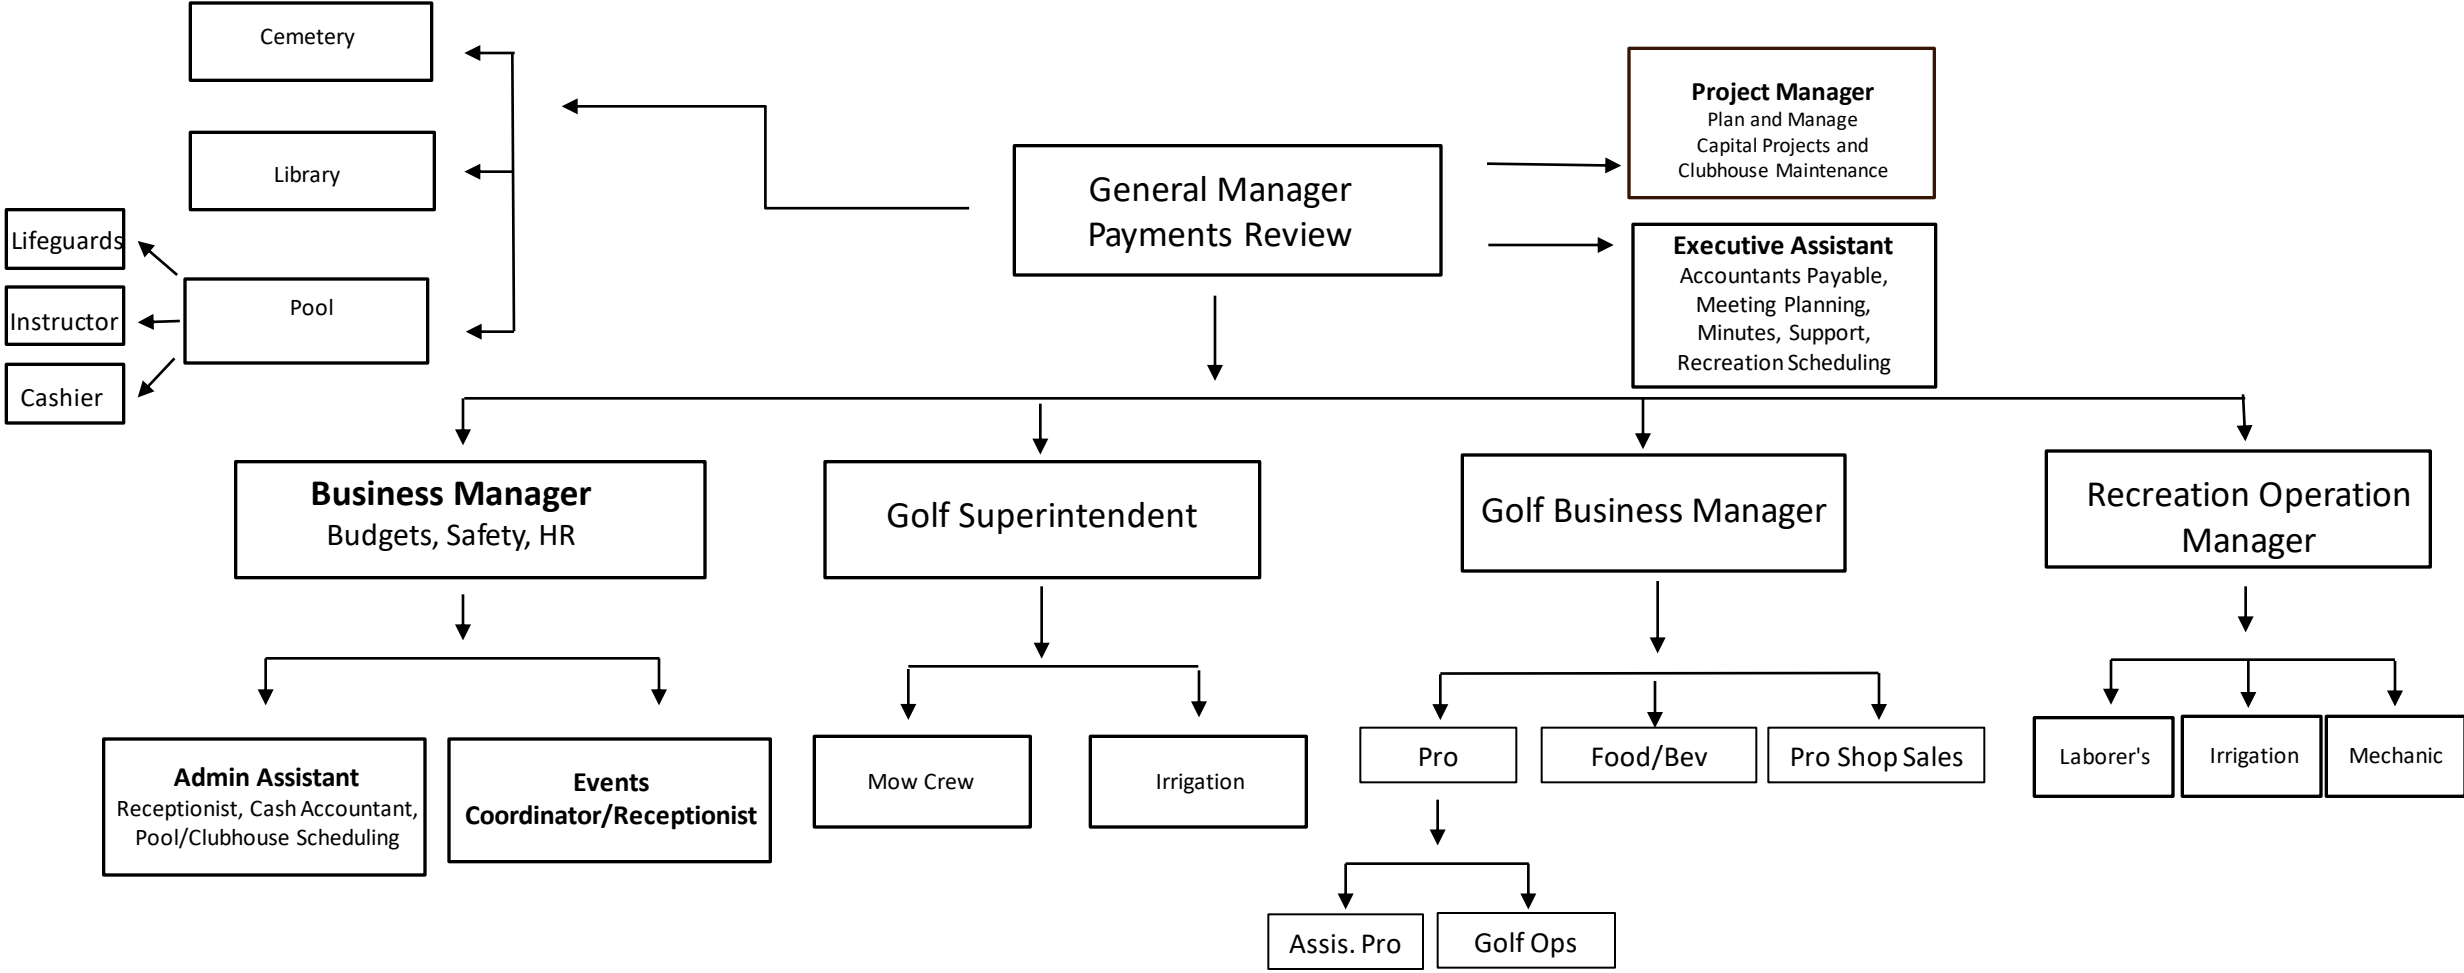 Cemetery
Library
Lifeguards
Instructor
Cashier
Pool
General Manager
Payments Review
Project Manager
Plan and Manage
Capital Projects and
Clubhouse Maintenance
Executive Assistant
Accountants Payable,
Meeting Planning,
Minutes, Support,
Recreation Scheduling
Business Manager
Budgets, Safety, HR
Golf Superintendent
Golf Business Manager
Recreation Operation
Manager
Admin Assistant
Receptionist, Cash Accountant,
Pool/Clubhouse Scheduling
Events
Coordinator/Receptionist
Mow Crew
Irrigation
Pro
Food/Bev
Pro Shop Sales
Laborer's
Irrigation
Mechanic
Assis. Pro
Golf Ops